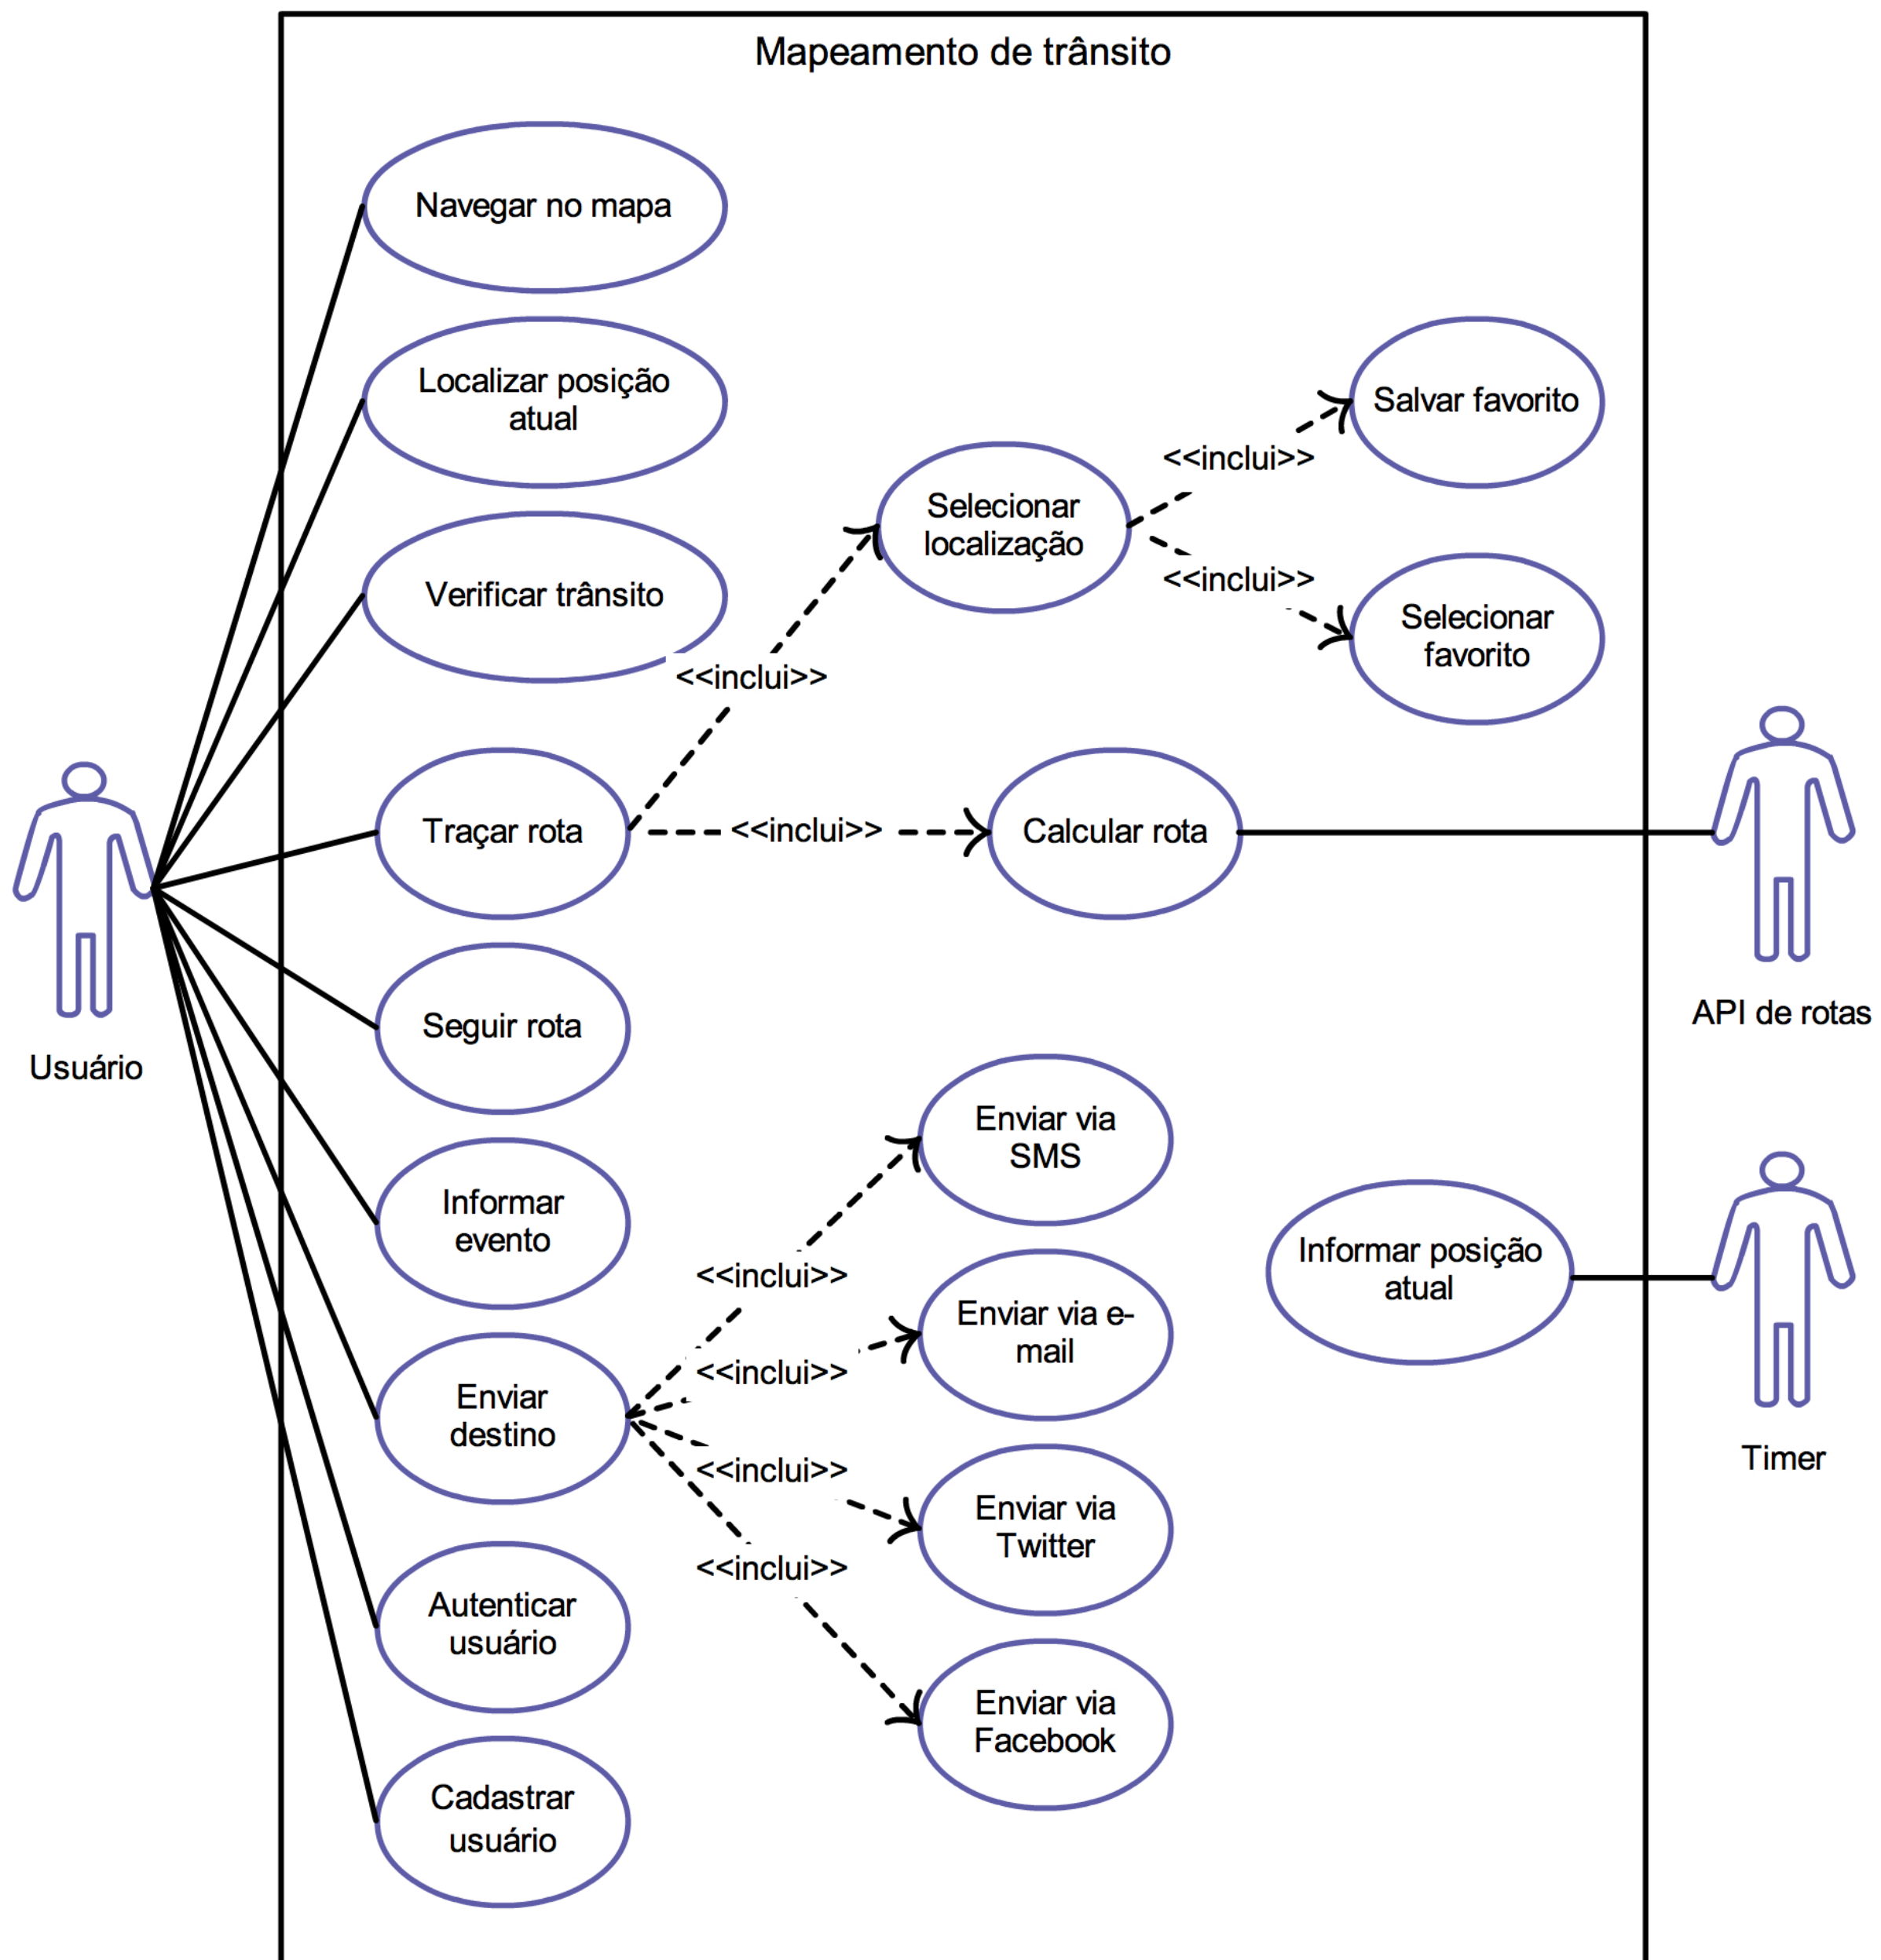 Mapeamento de trânsito
Navegar no mapa
Localizar posição
atual
Salvar favorito
<<inclui>>
Selecionar
localização
<<inclui>>
Verificar trânsito
Selecionar
favorito
<<inclui>>
Traçar rota
<<inclui>>
Calcular rota
API de rotas
Usuário
Seguir rota
Enviar via
SMS
Informar
evento
Informar posição
atual
<<inclui>>
Enviar via e-
mail
<<inclui>>
Enviar
destino
Timer
<<inclui>>
Enviar via
Twitter
<<inclui>>
Autenticar
usuário
Enviar via
Facebook
Cadastrar
usuário